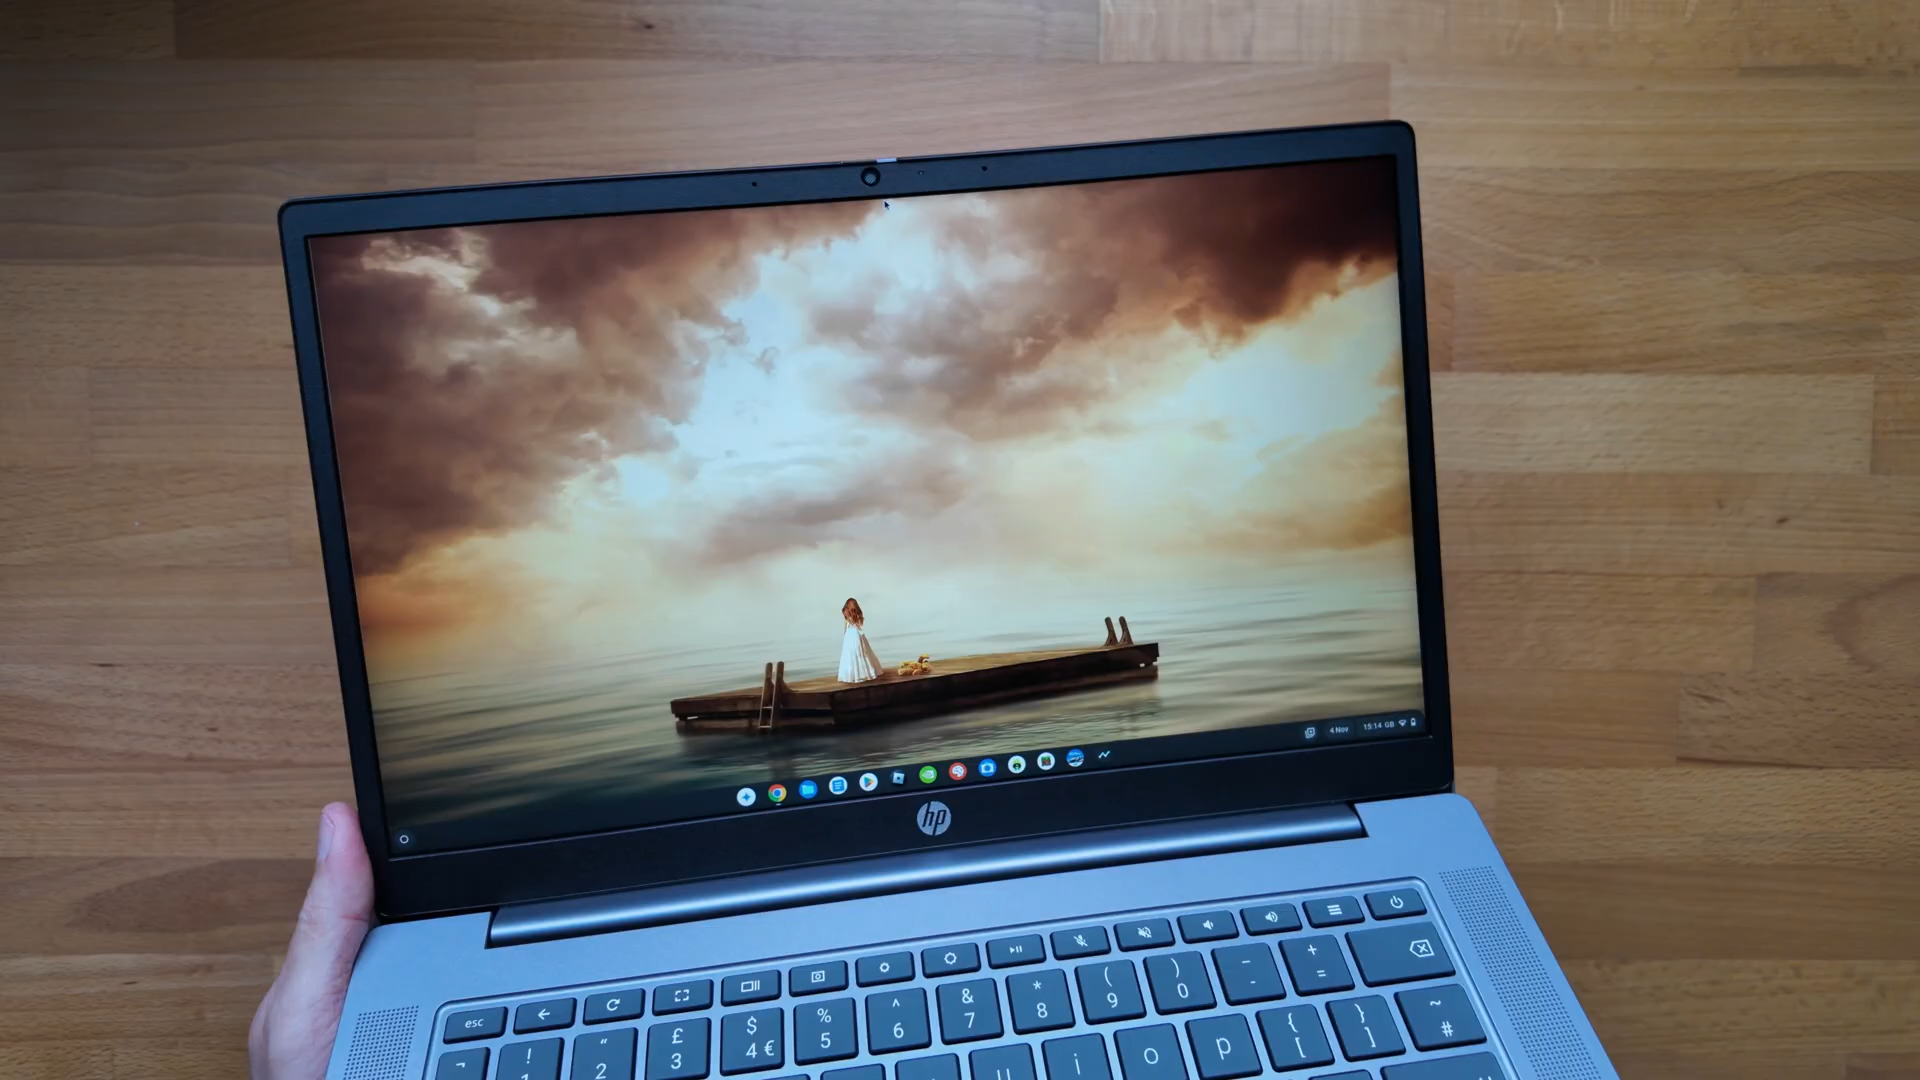 4 Nov 15:14 GB
hp
esc
! " £ $ % ^ & * ( ) - + 
¬ 1 2 3 4 € 5 6 7 8 9 0 - =
u i o p { [ } ] ~ #